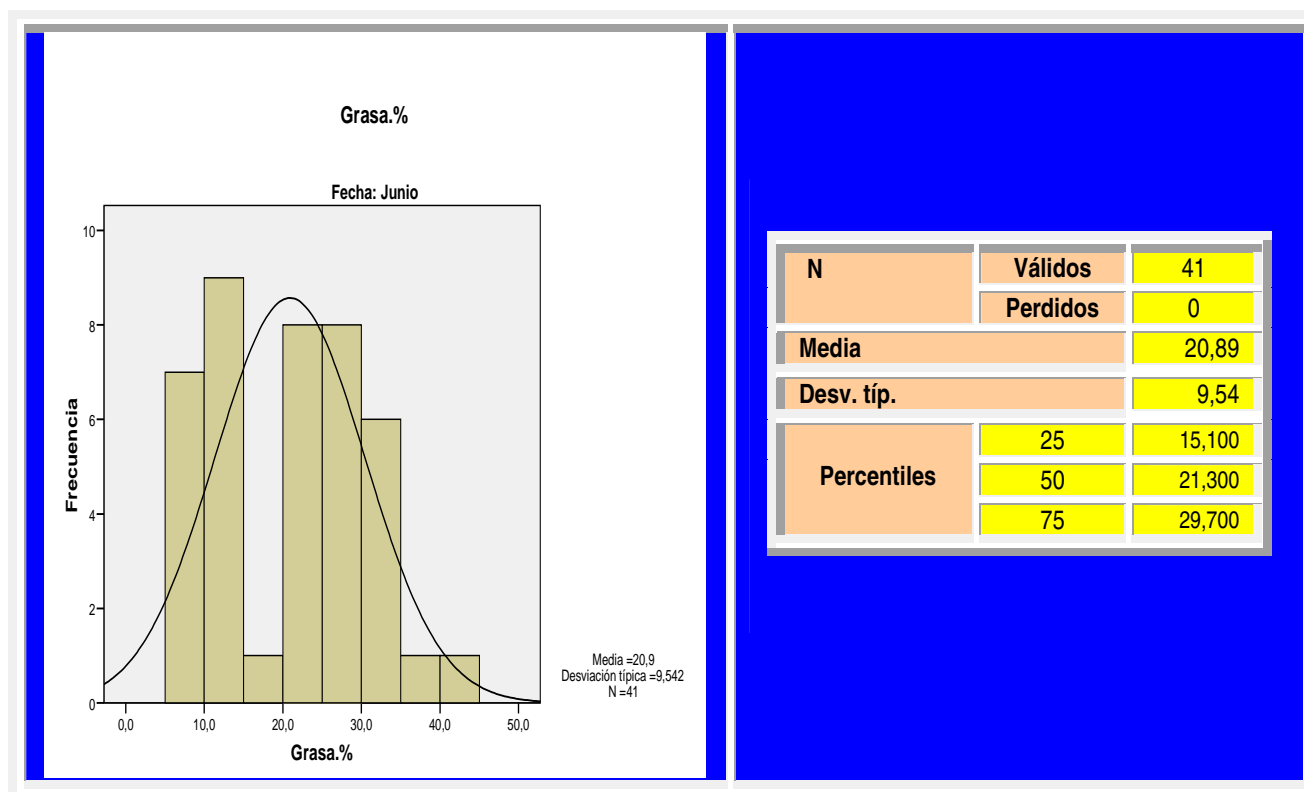 Grasa.%
Fecha: Junio
10
8
6
4
2
0
Frecuencia
0,0 10,0 20,0 30,0 40,0 50,0
Grasa.%
Media =20,9
Desviación típica =9,542
N =41
N Válidos 41
Perdidos 0
Media 20,89
Desv. típ. 9,54
Percentiles
25 15,100
50 21,300
75 29,700